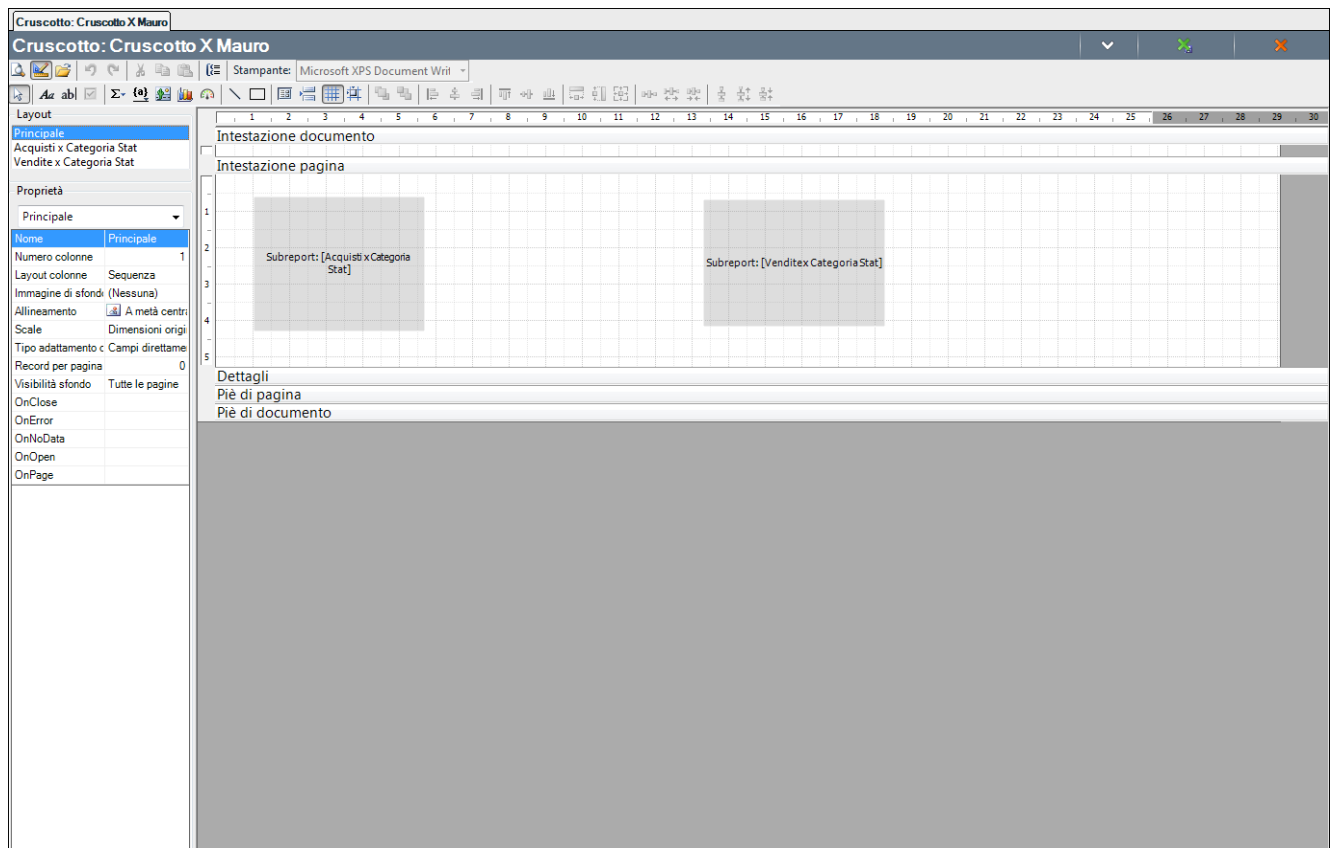 Cruscotto: Cruscotto X Mauro
Cruscotto: Cruscotto X Mauro
Stampante: Microsoft XPS Document Writ
Aa ab| Σ {a}
Layout
Principale
Acquisti x Categoria Stat
Vendite x Categoria Stat
Proprietà
Principale
Nome Principale
Numero colonne 1
Layout colonne Sequenza
Immagine di sfond (Nessuna)
Allineamento A metà centr
Scale Dimensioni origi
Tipo adattamento c Campi direttame
Record per pagina 0
Visibilità sfondo Tutte le pagine
OnClose
OnError
OnNoData
OnOpen
OnPage
1 2 3 4 5 6 7 8 9 10 11 12 13 14 15 16 17 18 19 20 21 22 23 24 25 26 27 28 29 30
Intestazione documento
Intestazione pagina
1
2
3
4
5
Subreport: [Acquisti x Categoria
Stat]
Subreport: [Vendite x Categoria Stat]
Dettagli
Piè di pagina
Piè di documento